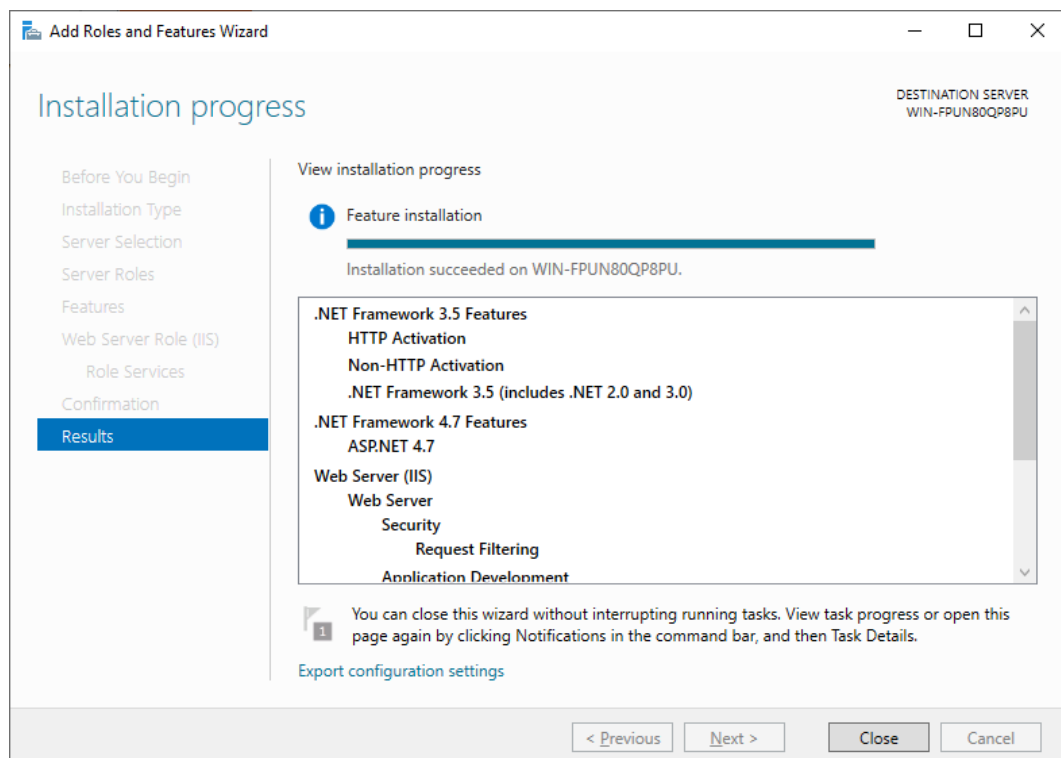 Add Roles and Features Wizard
Installation progress
DESTINATION SERVER
WIN-FPUN80QP8PU
Before You Begin
Installation Type
Server Selection
Server Roles
Features
Web Server Role (IIS)
Role Services
Confirmation
Results
View installation progress
Feature installation
Installation succeeded on WIN-FPUN80QP8PU.
.NET Framework 3.5 Features
HTTP Activation
Non-HTTP Activation
.NET Framework 3.5 (includes .NET 2.0 and 3.0)
.NET Framework 4.7 Features
ASP.NET 4.7
Web Server (IIS)
Web Server
Security
Request Filtering
Application Development
1
You can close this wizard without interrupting running tasks. View task progress or open this
page again by clicking Notifications in the command bar, and then Task Details.
Export configuration settings
< Previous
Next >
Close
Cancel